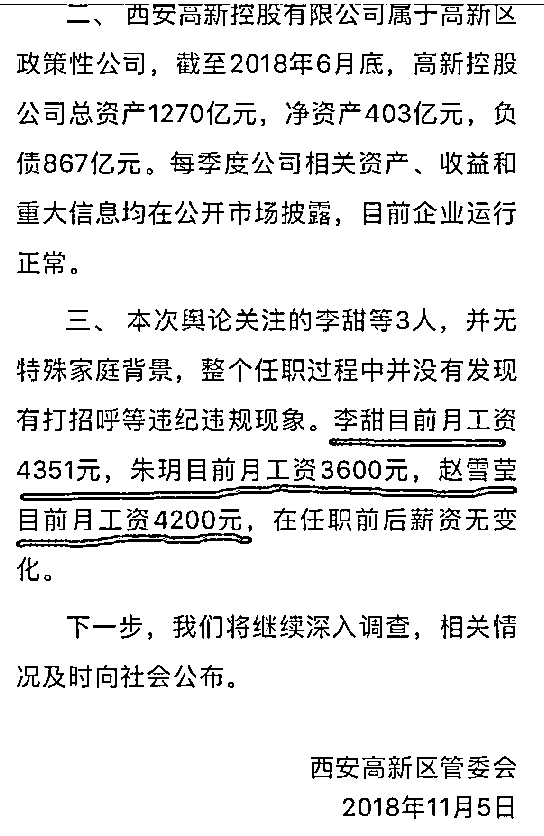 二、 西安高新控股有限公司属于高新区
政策性公司，截至2018年6月底，高新控股
公司总资产1270亿元，净资产403亿元，负
债867亿元。每季度公司相关资产、收益和
重大信息均在公开市场披露，目前企业运行
正常。
三、 本次舆论关注的李甜等3人，并无
特殊家庭背景，整个任职过程中并没有发现
有打招呼等违纪违规现象。李甜目前月工资
4351元，朱玥目前月工资3600元，赵雪莹
目前月工资4200元，在任职前后薪资无变
化。
下一步，我们将继续深入调查，相关情
况及时向社会公布。
西安高新区管委会
2018年11月5日